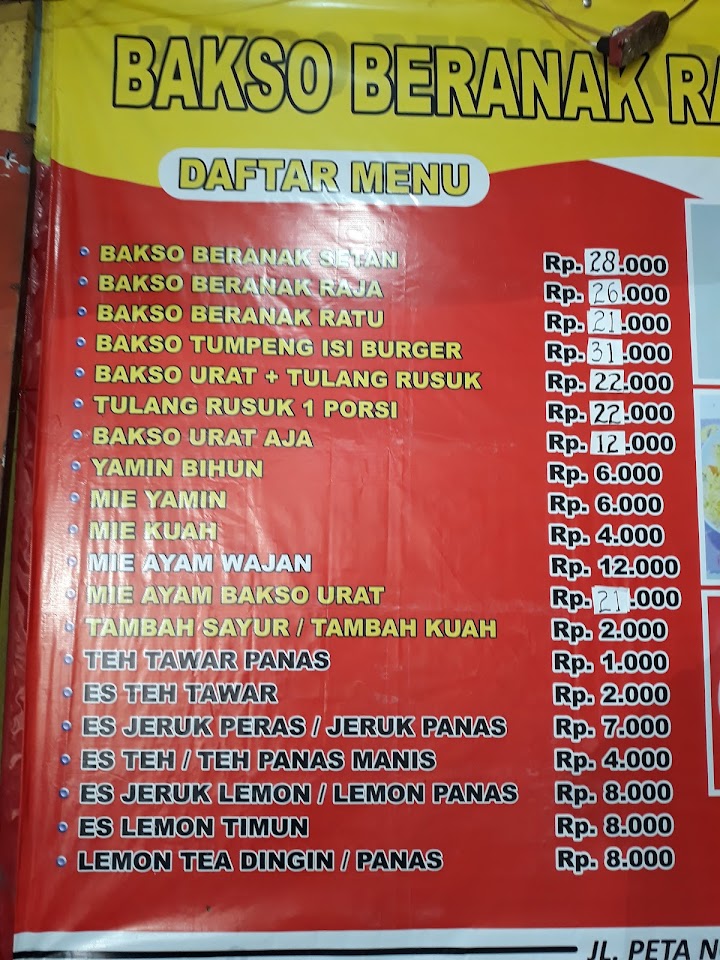 BAKSO BERANAK RA
DAFTAR MENU
BAKSO BERANAK SETAN Rp. 28.000
BAKSO BERANAK RAJA Rp. 26.000
BAKSO BERANAK RATU Rp. 21.000
BAKSO TUMPENG ISI BURGER Rp. 31.000
BAKSO URAT + TULANG RUSUK Rp. 22.000
TULANG RUSUK 1 PORSI Rp. 22.000
BAKSO URAT AJA Rp. 12.000
YAMIN BIHUN Rp. 6.000
MIE YAMIN Rp. 6.000
MIE KUAH Rp. 4.000
MIE AYAM WAJAN Rp. 12.000
MIE AYAM BAKSO URAT Rp. 21.000
TAMBAH SAYUR / TAMBAH KUAH Rp. 2.000
TEH TAWAR PANAS Rp. 1.000
ES TEH TAWAR Rp. 2.000
ES JERUK PERAS / JERUK PANAS Rp. 7.000
ES TEH / TEH PANAS MANIS Rp. 4.000
ES JERUK LEMON / LEMON PANAS Rp. 8.000
ES LEMON TIMUN Rp. 8.000
LEMON TEA DINGIN / PANAS Rp. 8.000
JL. PETA N